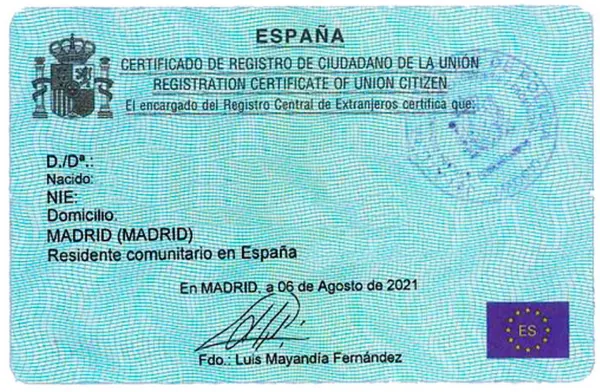 ESPAÑA
CERTIFICADO DE REGISTRO DE CIUDADANO DE LA UNIÓN
REGISTRATION CERTIFICATE OF UNION CITIZEN
El encargado del Registro Central de Extranjeros certifica que:
D./Dª.:
Nacido:
NIE:
Domicilio:
MADRID (MADRID)
Residente comunitario en España
En MADRID, a 06 de Agosto de 2021
ES
Fdo.: Luis Mayandía Fernández